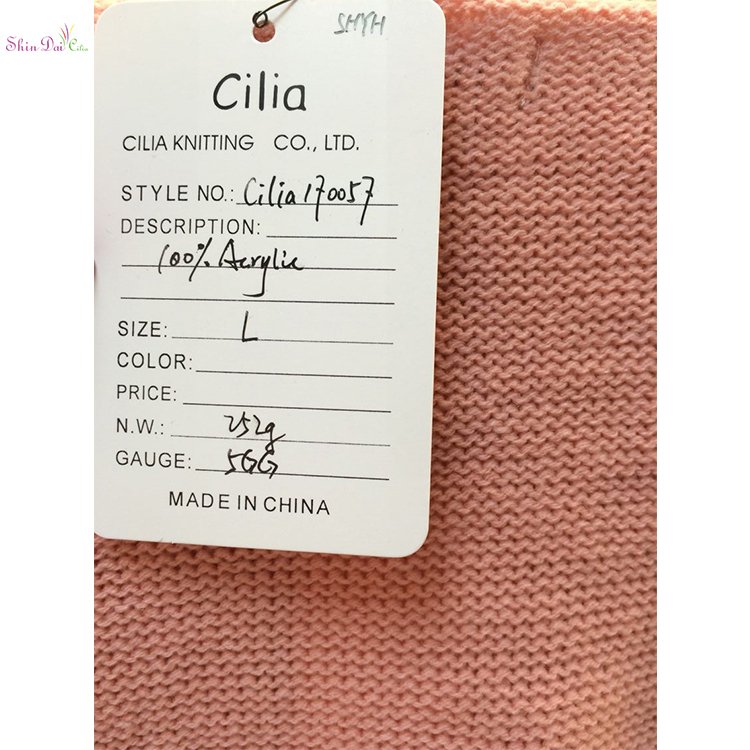 Shin Dai Cilia
SHYH
Cilia
CILIA KNITTING CO., LTD.
STYLE NO.: Cilia170057
DESCRIPTION:
100% Acrylic
SIZE: L
COLOR:
PRICE:
N.W.: 252g
GAUGE: 5GG
MADE IN CHINA